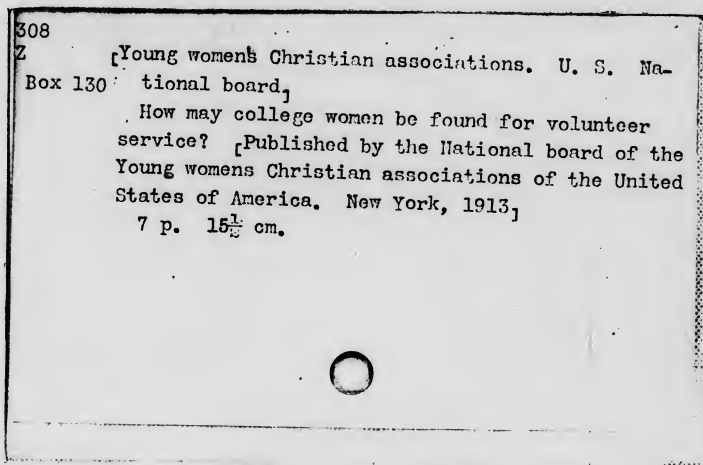 308
Z [Young women's Christian associations. U. S. Na-
Box 130 tional board]
How may college women be found for volunteer
service? [Published by the National board of the
Young womens Christian associations of the United
States of America. New York, 1913]
7 p. 15½ cm.